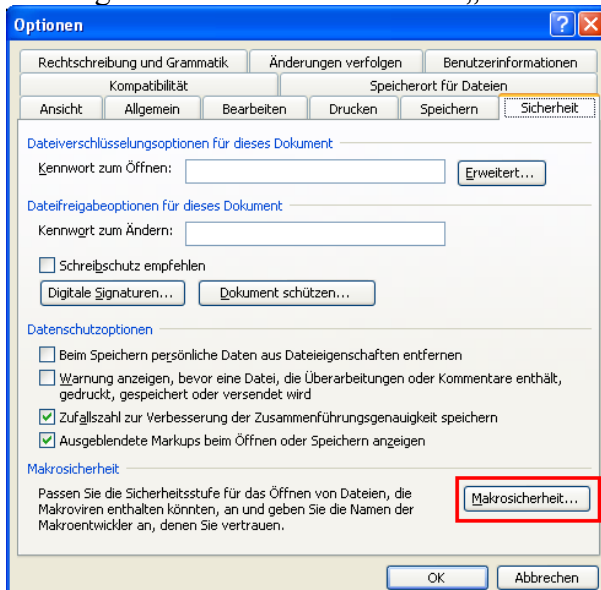 Optionen
Rechtschreibung und Grammatik Änderungen verfolgen Benutzerinformationen
Kompatibilität Speicherort für Dateien
Ansicht Allgemein Bearbeiten Drucken Speichern Sicherheit
Dateiverschlüsselungsoptionen für dieses Dokument
Kennwort zum Öffnen: Erweitert...
Dateifreigabeoptionen für dieses Dokument
Kennwort zum Ändern:
Schreibschutz empfehlen
Digitale Signaturen... Dokument schützen...
Datenschutzoptionen
Beim Speichern persönliche Daten aus Dateieigenschaften entfernen
Warnung anzeigen, bevor eine Datei, die Überarbeitungen oder Kommentare enthält,
gedruckt, gespeichert oder versendet wird
Zufallszahl zur Verbesserung der Zusammenführungsgenauigkeit speichern
Ausgeblendete Markups beim Öffnen oder Speichern anzeigen
Makrosicherheit
Passen Sie die Sicherheitsstufe für das Öffnen von Dateien, die
Makroviren enthalten könnten, an und geben Sie die Namen der
Makroentwickler an, denen Sie vertrauen.
Makrosicherheit...
OK Abbrechen